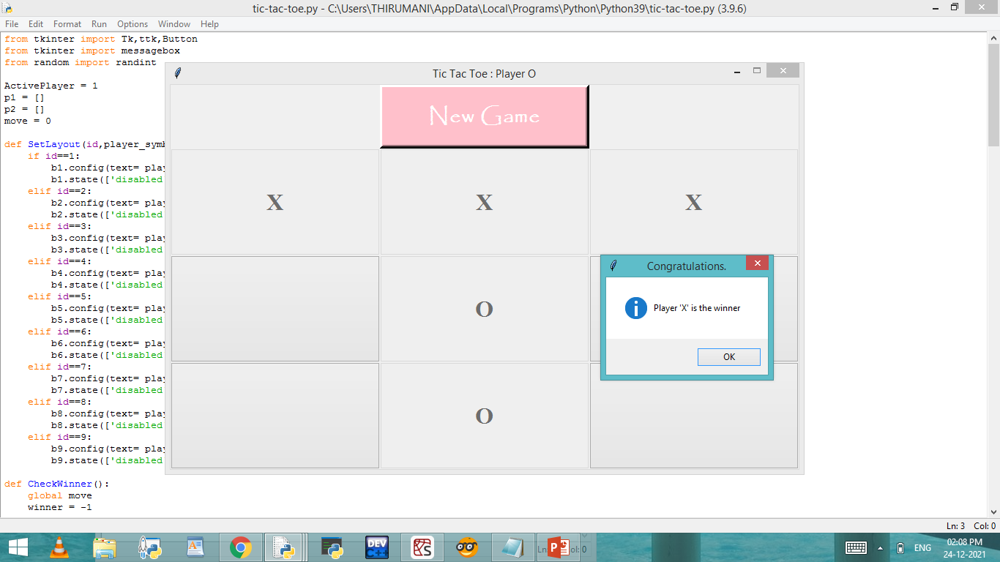 tic-tac-toe.py - C:\Users\THIRUMANI\AppData\Local\Programs\Python\Python39\tic-tac-toe.py (3.9.6)
File Edit Format Run Options Window Help
from tkinter import Tk,ttk,Button
from tkinter import messagebox
from random import randint
ActivePlayer = 1
p1 = []
p2 = []
move = 0
def SetLayout(id,player_symb
if id==1:
b1.config(text= play
b1.state(['disabled
elif id==2:
b2.config(text= play
b2.state(['disabled
elif id==3:
b3.config(text= play
b3.state(['disabled
elif id==4:
b4.config(text= play
b4.state(['disabled
elif id==5:
b5.config(text= play
b5.state(['disabled
elif id==6:
b6.config(text= play
b6.state(['disabled
elif id==7:
b7.config(text= play
b7.state(['disabled
elif id==8:
b8.config(text= play
b8.state(['disabled
elif id==9:
b9.config(text= play
b9.state(['disabled
def CheckWinner():
global move
winner = -1
Tic Tac Toe : Player O
New Game
X X X
O
O
Congratulations.
Player 'X' is the winner
OK
Ln: 3 Col: 0
DEV C++
ENG
02:08 PM
24-12-2021